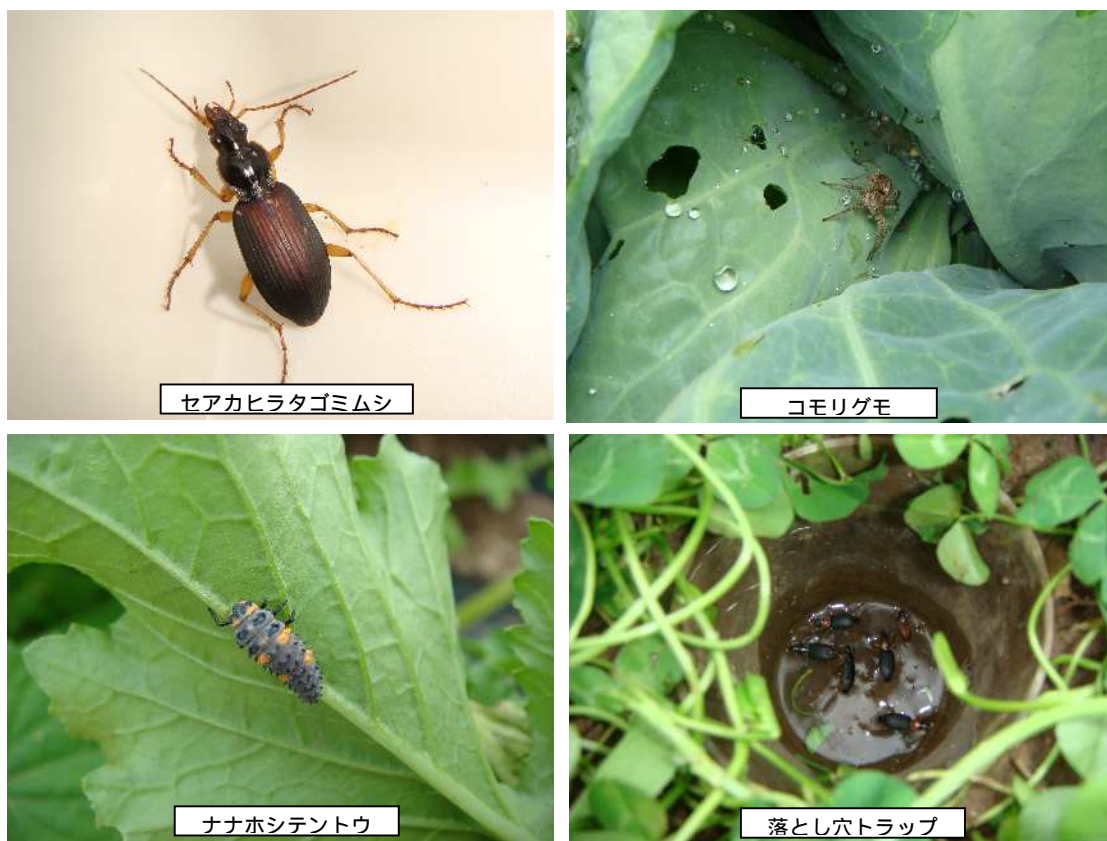 セアカヒラタゴミムシ
コモリグモ
ナナホシテントウ
落とし穴トラップ